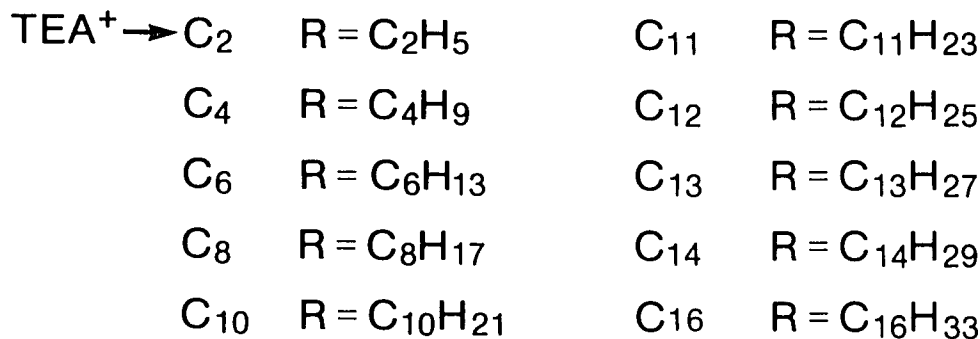 TEA⁺→C₂ R = C₂H₅ C₁₁ R = C₁₁H₂₃
C₄ R = C₄H₉ C₁₂ R = C₁₂H₂₅
C₆ R = C₆H₁₃ C₁₃ R = C₁₃H₂₇
C₈ R = C₈H₁₇ C₁₄ R = C₁₄H₂₉
C₁₀ R = C₁₀H₂₁ C₁₆ R = C₁₆H₃₃